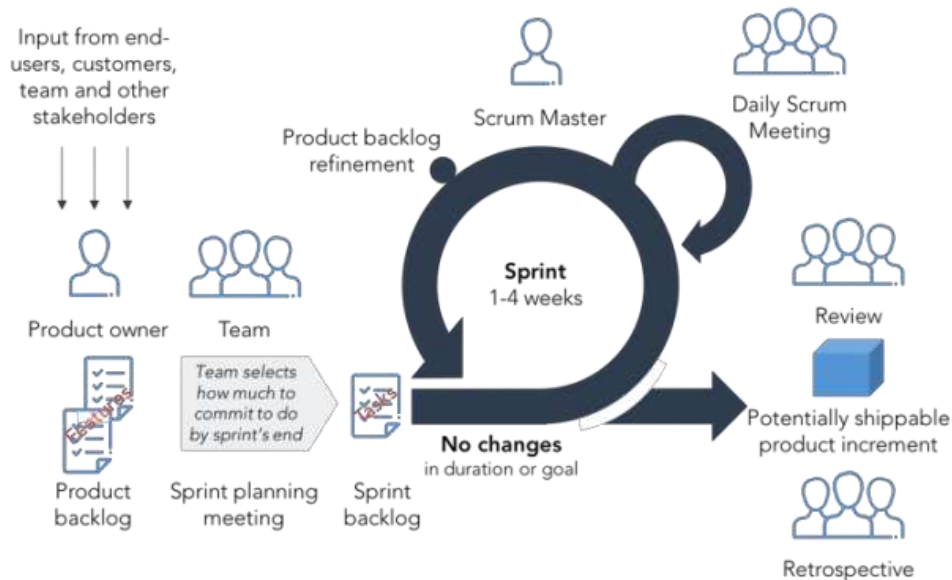 Input from end-
users, customers,
team and other
stakeholders
Product owner
Features
Product
backlog
Team
Team selects
how much to
commit to do
by sprint's end
Sprint planning
meeting
Tasks
Sprint
backlog
Product backlog
refinement
Scrum Master
Daily Scrum
Meeting
Sprint
1-4 weeks
No changes
in duration or goal
Review
Potentially shippable
product increment
Retrospective